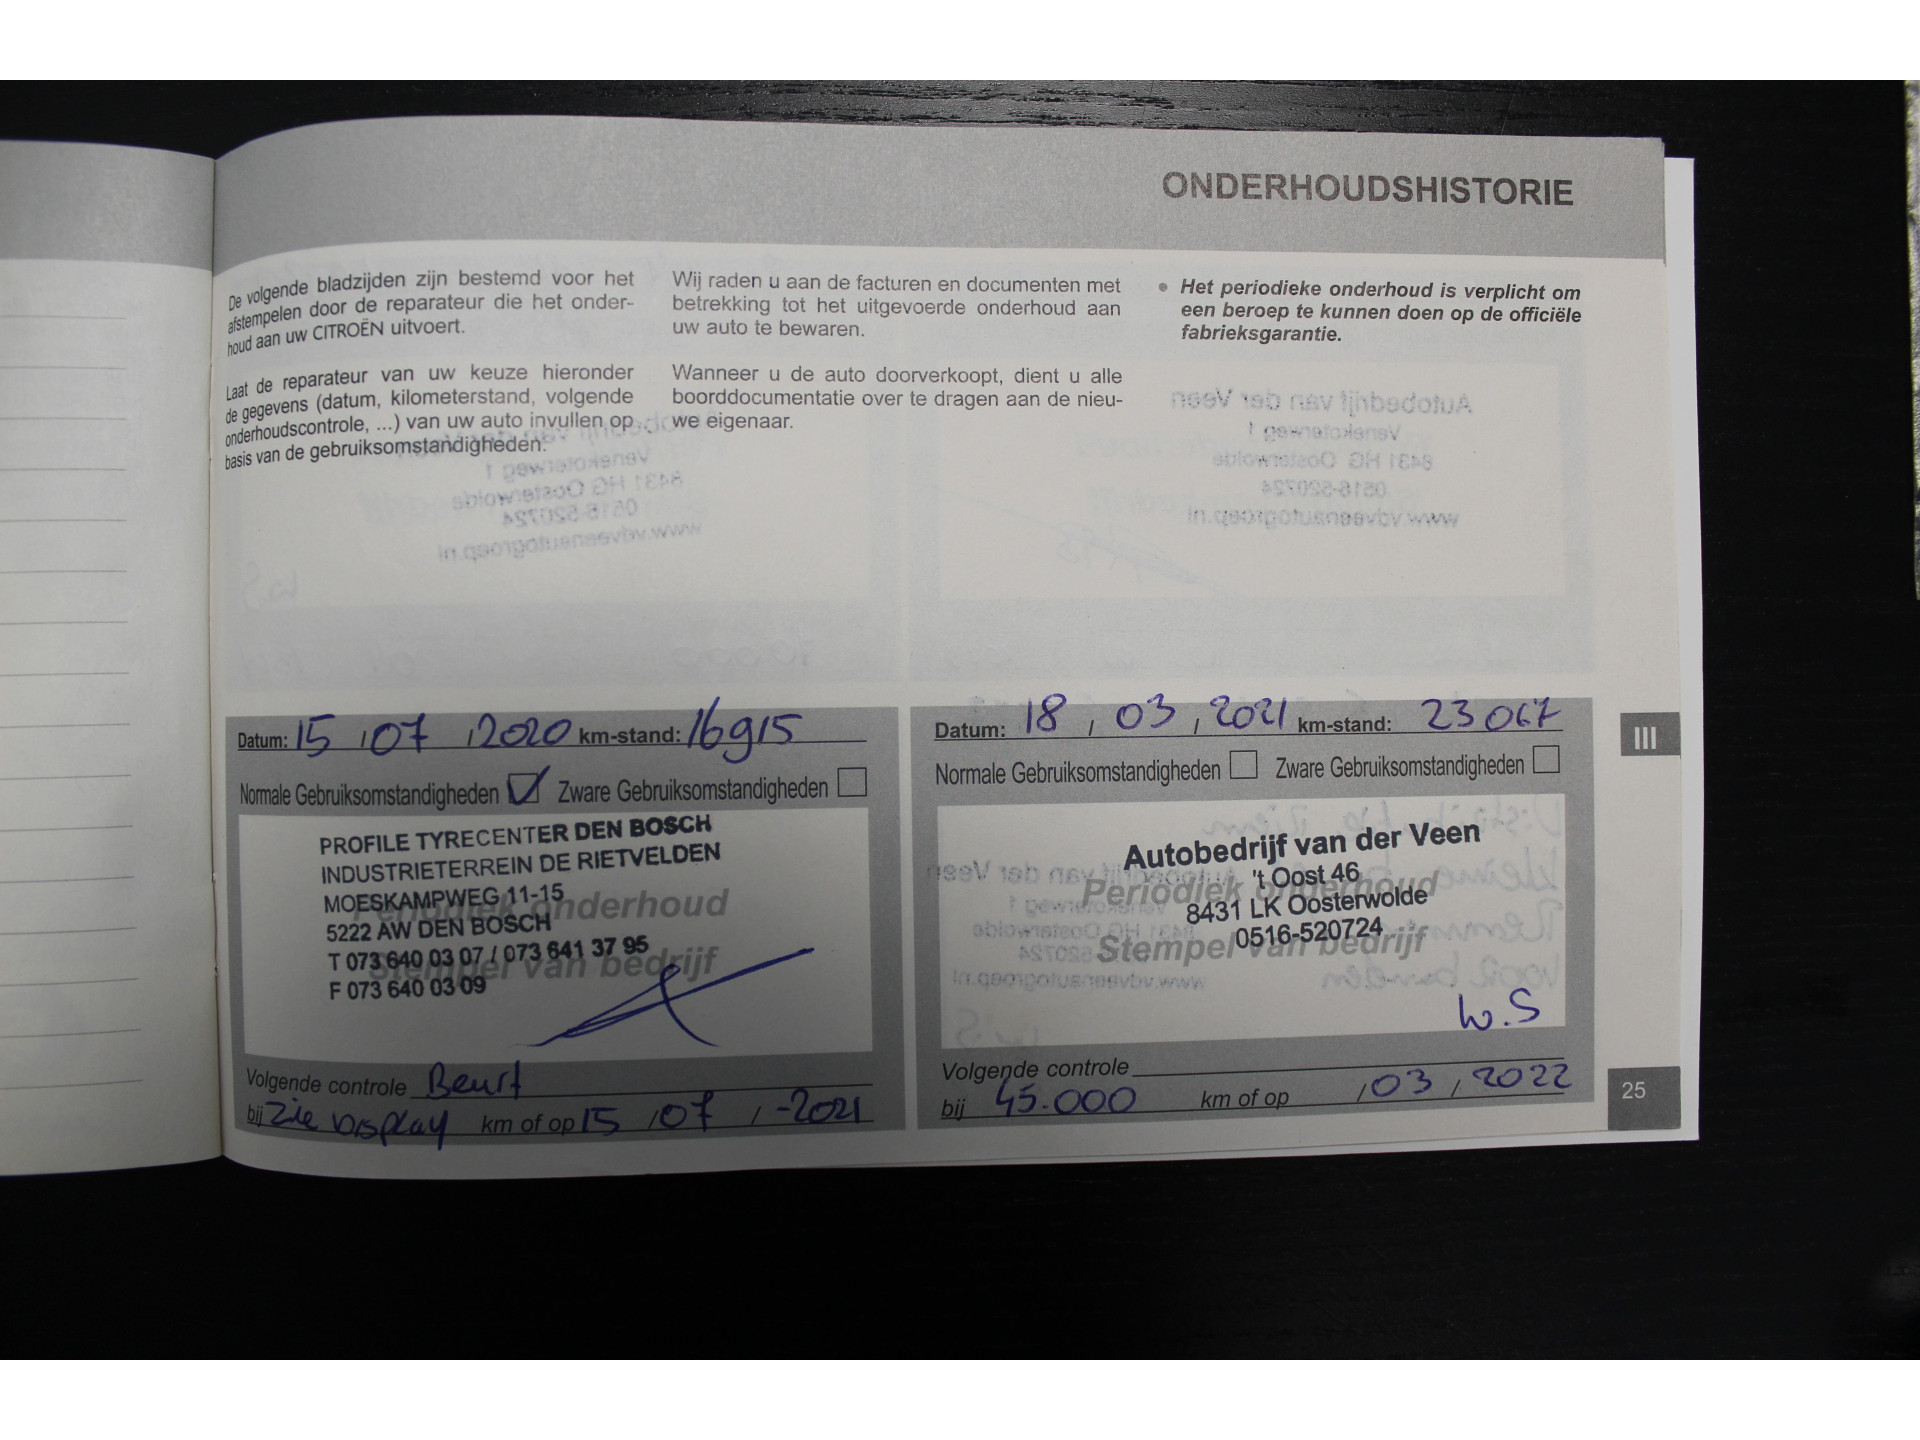 ONDERHOUDSHISTORIE
De volgende bladzijden zijn bestemd voor het
afstempelen door de reparateur die het onder-
houd aan uw CITROËN uitvoert.
Laat de reparateur van uw keuze hieronder
de gegevens (datum, kilometerstand, volgende
onderhoudscontrole, ...) van uw auto invullen op
basis van de gebruiksomstandigheden.
Wij raden u aan de facturen en documenten met
betrekking tot het uitgevoerde onderhoud aan
uw auto te bewaren.
Wanneer u de auto doorverkoopt, dient u alle
boorddocumentatie over te dragen aan de nieu-
we eigenaar.
• Het periodieke onderhoud is verplicht om
een beroep te kunnen doen op de officiële
fabrieksgarantie.
Datum: 15 / 07 / 2020 km-stand: 16915
Normale Gebruiksomstandigheden Zware Gebruiksomstandigheden
PROFILE TYRECENTER DEN BOSCH
INDUSTRIETERREIN DE RIETVELDEN
MOESKAMPWEG 11-15
Periodiek onderhoud
5222 AW DEN BOSCH
T 073 640 03 07 / 073 641 37 95
Stempel van bedrijf
F 073 640 03 09
Volgende controle Beurt
bij Zie Display km of op 15 / 07 / -2021
Datum: 18 / 03 / 2021 km-stand: 23067
Normale Gebruiksomstandigheden Zware Gebruiksomstandigheden
Autobedrijf van der Veen
't Oost 46
Periodiek onderhoud
8431 LK Oosterwolde
0516-520724
Stempel van bedrijf
W.S
Volgende controle
bij 45.000 km of op / 03 / 2022
III
25